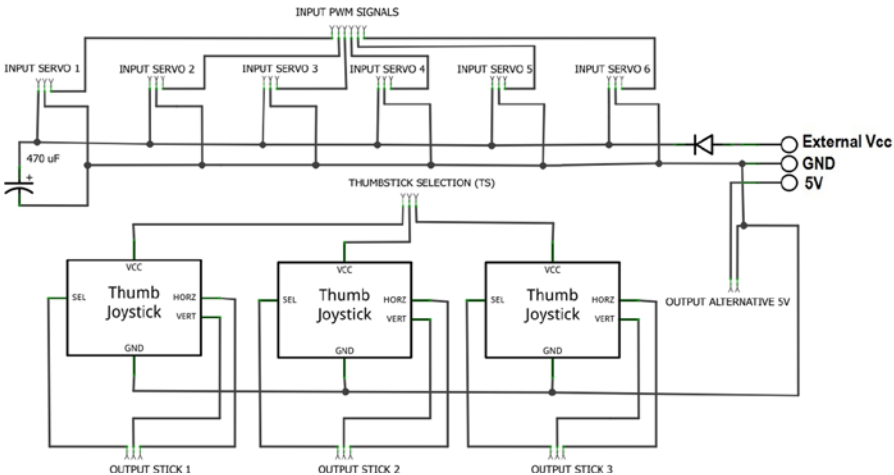 INPUT PWM SIGNALS
INPUT SERVO 1
INPUT SERVO 2
INPUT SERVO 3
INPUT SERVO 4
INPUT SERVO 5
INPUT SERVO 6
External Vcc
GND
5V
470 uF
+
THUMBSTICK SELECTION (TS)
VCC
SEL
Thumb
Joystick
HORZ
VERT
GND
VCC
SEL
Thumb
Joystick
HORZ
VERT
GND
VCC
SEL
Thumb
Joystick
HORZ
VERT
GND
OUTPUT ALTERNATIVE 5V
OUTPUT STICK 1
OUTPUT STICK 2
OUTPUT STICK 3